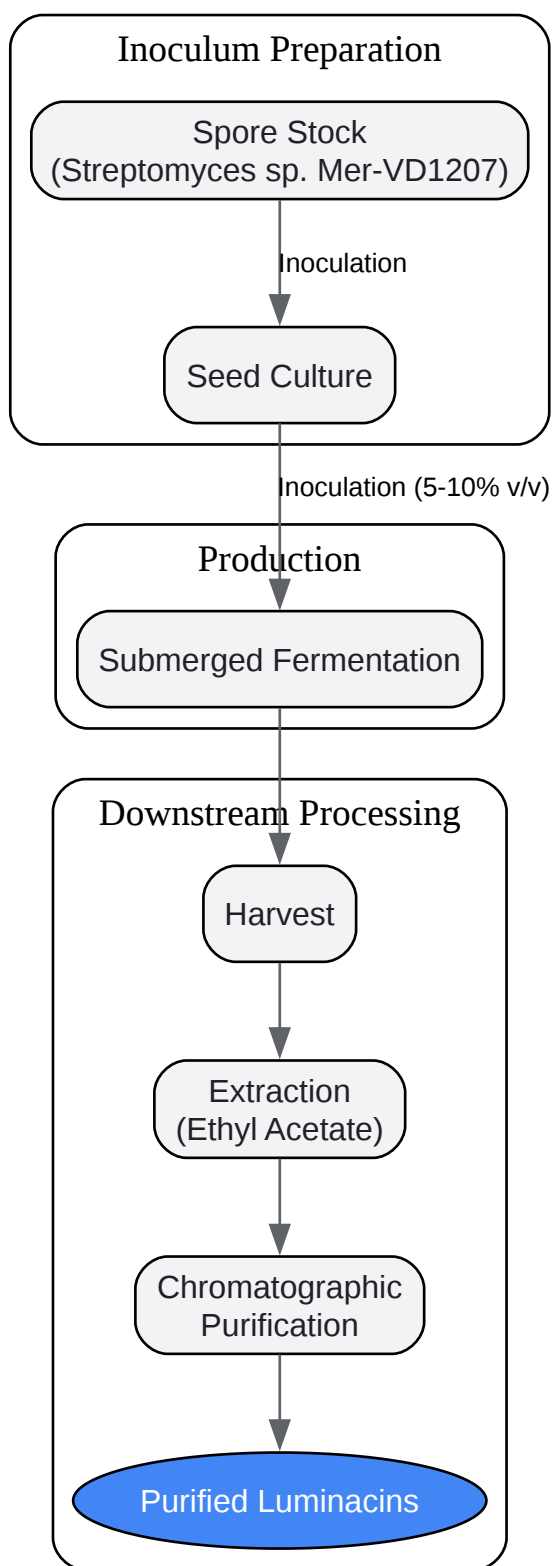 Inoculum Preparation
Spore Stock
(Streptomyces sp. Mer-VD1207)
Inoculation
Seed Culture
Inoculation (5-10% v/v)
Production
Submerged Fermentation
Downstream Processing
Harvest
Extraction
(Ethyl Acetate)
Chromatographic
Purification
Purified Luminacins